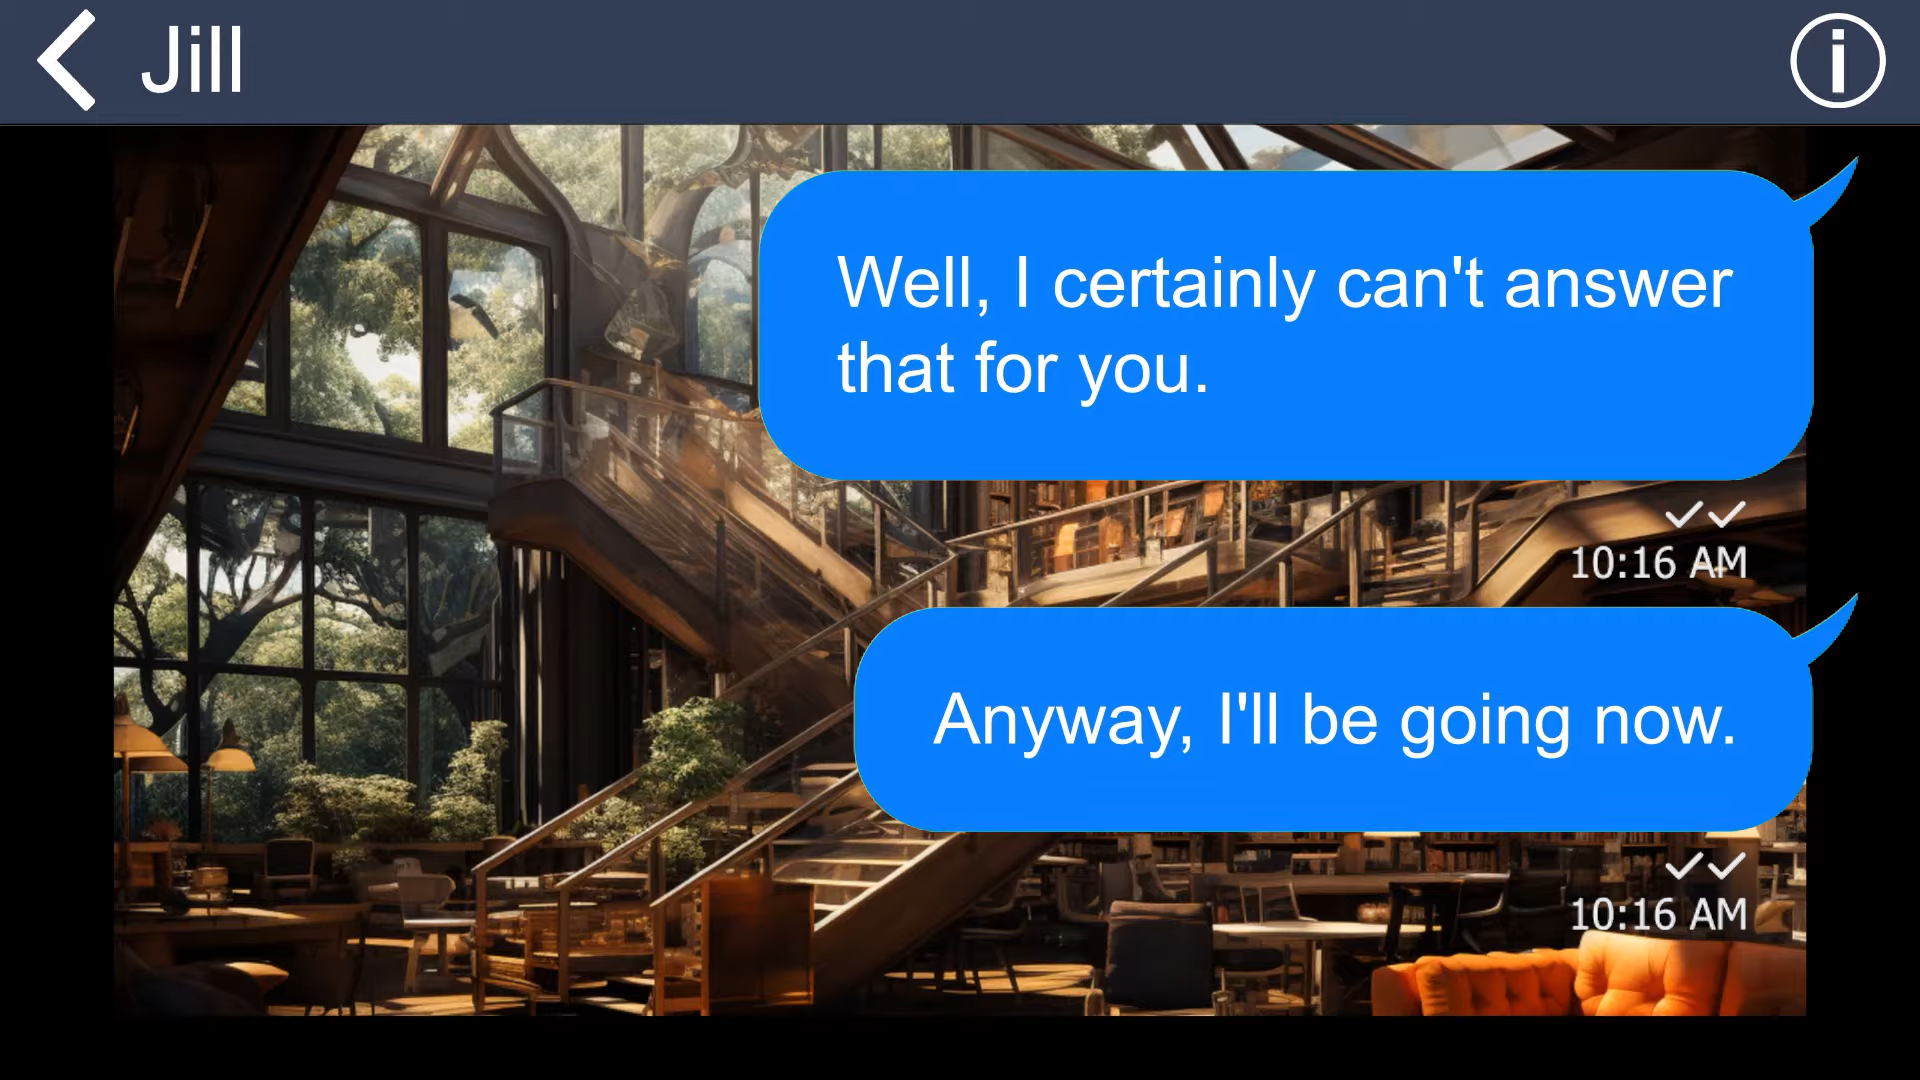 Jill
Well, I certainly can't answer
that for you.
10:16 AM
Anyway, I'll be going now.
10:16 AM